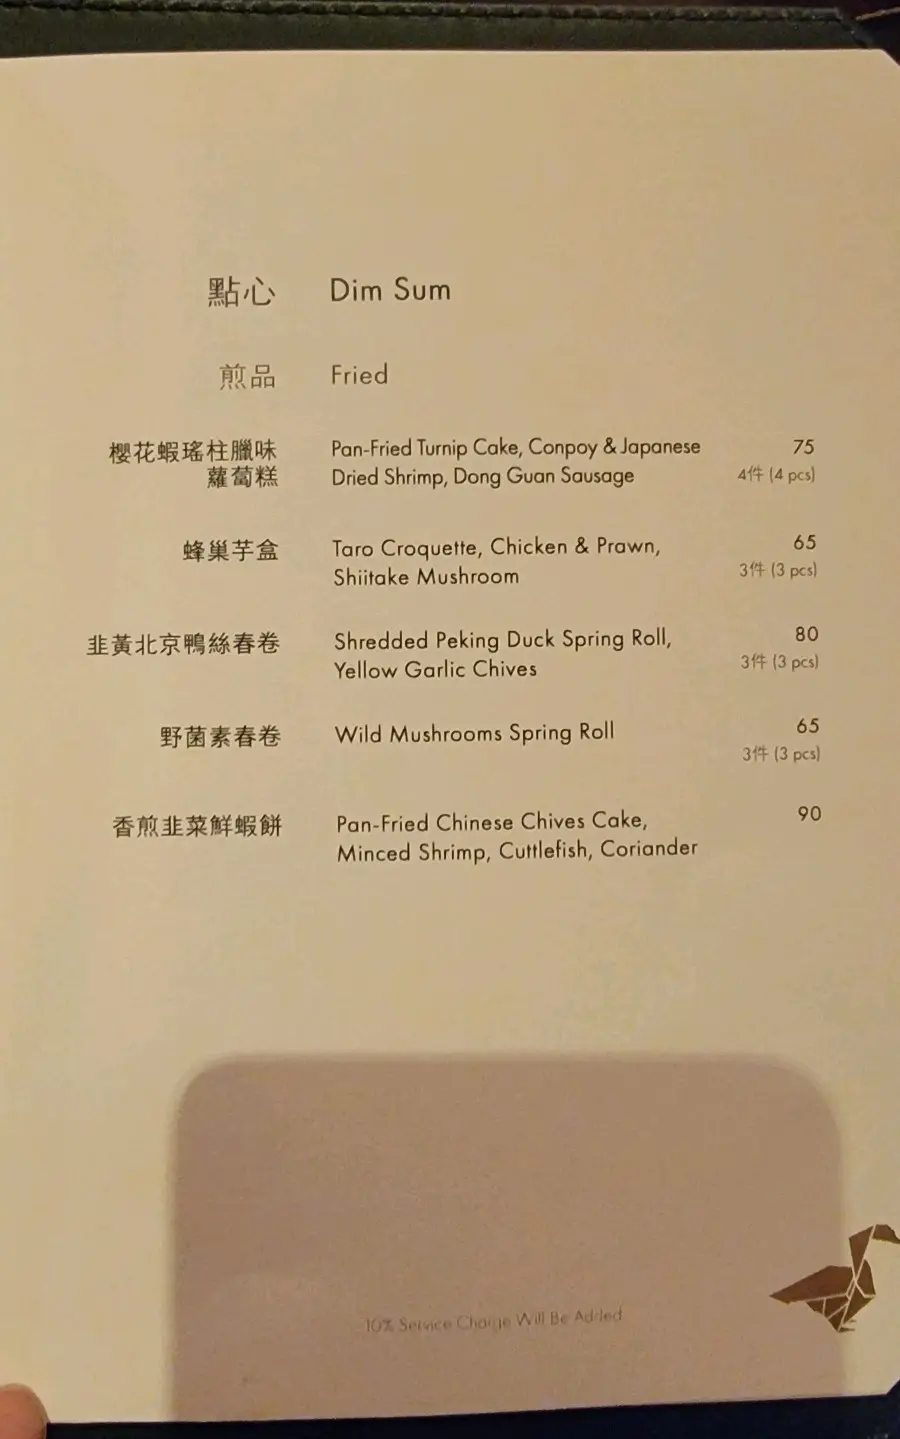 點心 Dim Sum
煎品 Fried
櫻花蝦瑤柱臘味 Pan-Fried Turnip Cake, Conpoy & Japanese 75
蘿蔔糕 Dried Shrimp, Dong Guan Sausage 4件 (4 pcs)
蜂巢芋盒 Taro Croquette, Chicken & Prawn, 65
Shiitake Mushroom 3件 (3 pcs)
韭黃北京鴨絲春卷 Shredded Peking Duck Spring Roll, 80
Yellow Garlic Chives 3件 (3 pcs)
野菌素春卷 Wild Mushrooms Spring Roll 65
3件 (3 pcs)
香煎韭菜鮮蝦餅 Pan-Fried Chinese Chives Cake, 90
Minced Shrimp, Cuttlefish, Coriander
10% Service Charge Will Be Added